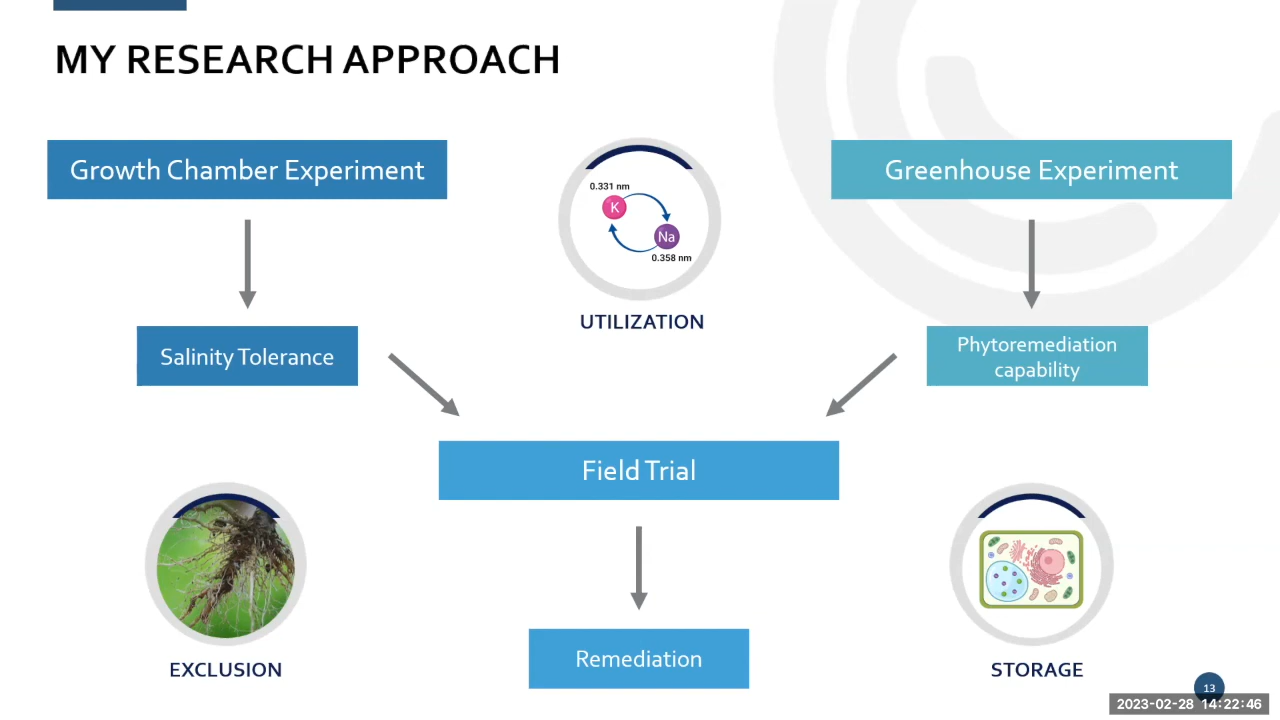 MY RESEARCH APPROACH
Growth Chamber Experiment
Greenhouse Experiment
0.331 nm
K
Na
0.358 nm
UTILIZATION
Salinity Tolerance
Phytoremediation
capability
Field Trial
EXCLUSION
Remediation
STORAGE
13
2023-02-28 14:22:46